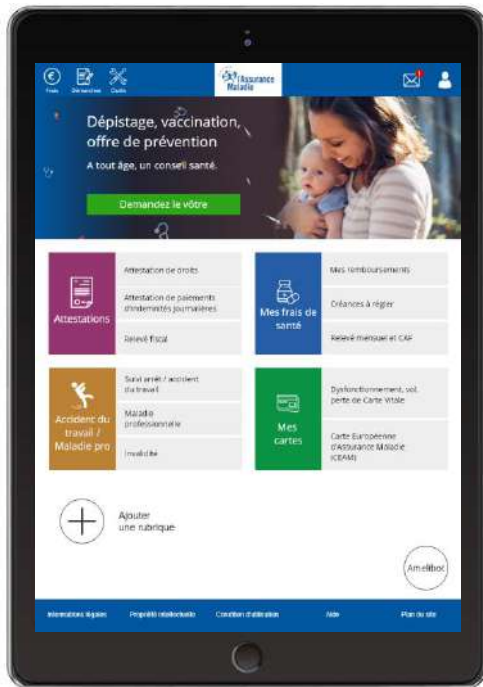 Frais
Démarches
Outils
l'Assurance
Maladie
Dépistage, vaccination,
offre de prévention
A tout âge, un conseil santé.
Demandez le vôtre
Attestations
Attestation de droits
Attestation de paiements
d'indemnités journalières
Relevé fiscal
Mes frais de
santé
Mes remboursements
Créances à régler
Relevé mensuel et CAF
Accident du
travail /
Maladie pro
Suivi arrêt / accident
du travail
Maladie
professionnelle
Invalidité
Mes
cartes
Dysfonctionnement, vol,
perte de Carte Vitale
Carte Européenne
d'Assurance Maladie
(CEAM)
Ajouter
une rubrique
Amelibot
Informations légales
Propriété intellectuelle
Condition d'utilisation
Aide
Plan du site